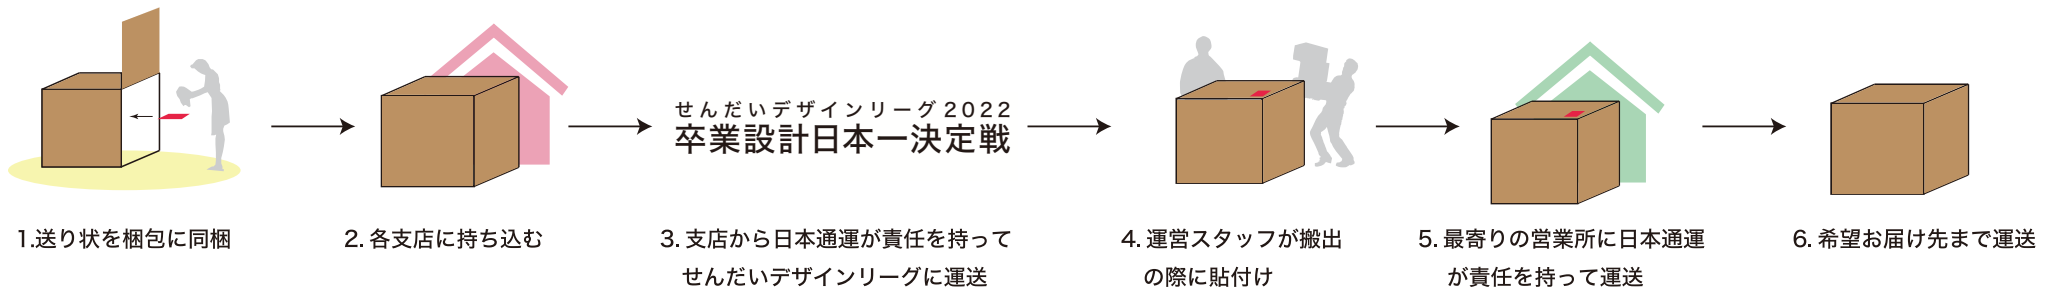 せんだいデザインリーグ2022
卒業設計日本一決定戦
1.送り状を梱包に同梱
2. 各支店に持ち込む
3. 支店から日本通運が責任を持って
せんだいデザインリーグに運送
4. 運営スタッフが搬出
の際に貼付け
5. 最寄りの営業所に日本通運
が責任を持って運送
6. 希望お届け先まで運送